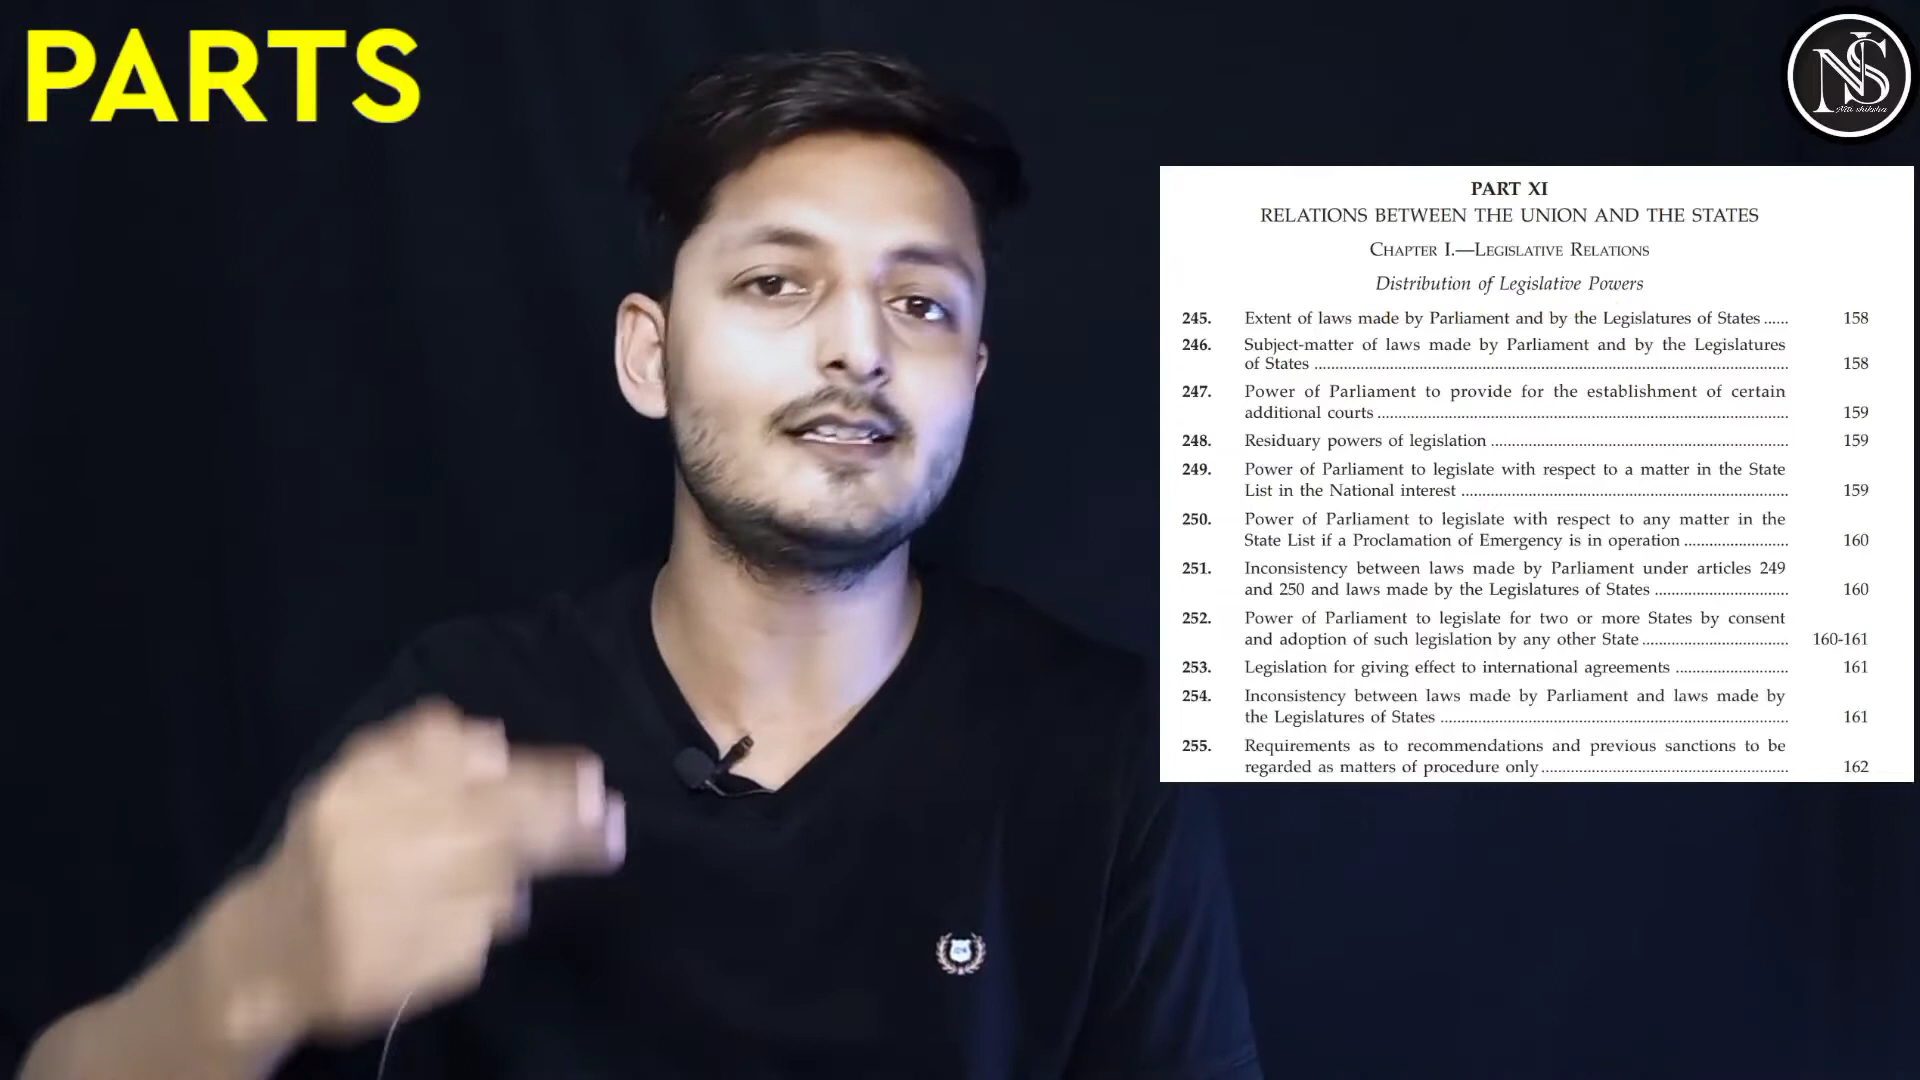 PARTS
NS
Niti shiksha
PART XI
RELATIONS BETWEEN THE UNION AND THE STATES
CHAPTER I.—LEGISLATIVE RELATIONS
Distribution of Legislative Powers
245. Extent of laws made by Parliament and by the Legislatures of States ...... 158
246. Subject-matter of laws made by Parliament and by the Legislatures
of States ........ 158
247. Power of Parliament to provide for the establishment of certain
additional courts ........ 159
248. Residuary powers of legislation ........ 159
249. Power of Parliament to legislate with respect to a matter in the State
List in the National interest ........ 159
250. Power of Parliament to legislate with respect to any matter in the
State List if a Proclamation of Emergency is in operation ........ 160
251. Inconsistency between laws made by Parliament under articles 249
and 250 and laws made by the Legislatures of States ........ 160
252. Power of Parliament to legislate for two or more States by consent
and adoption of such legislation by any other State ........ 160-161
253. Legislation for giving effect to international agreements ........ 161
254. Inconsistency between laws made by Parliament and laws made by
the Legislatures of States ........ 161
255. Requirements as to recommendations and previous sanctions to be
regarded as matters of procedure only ........ 162